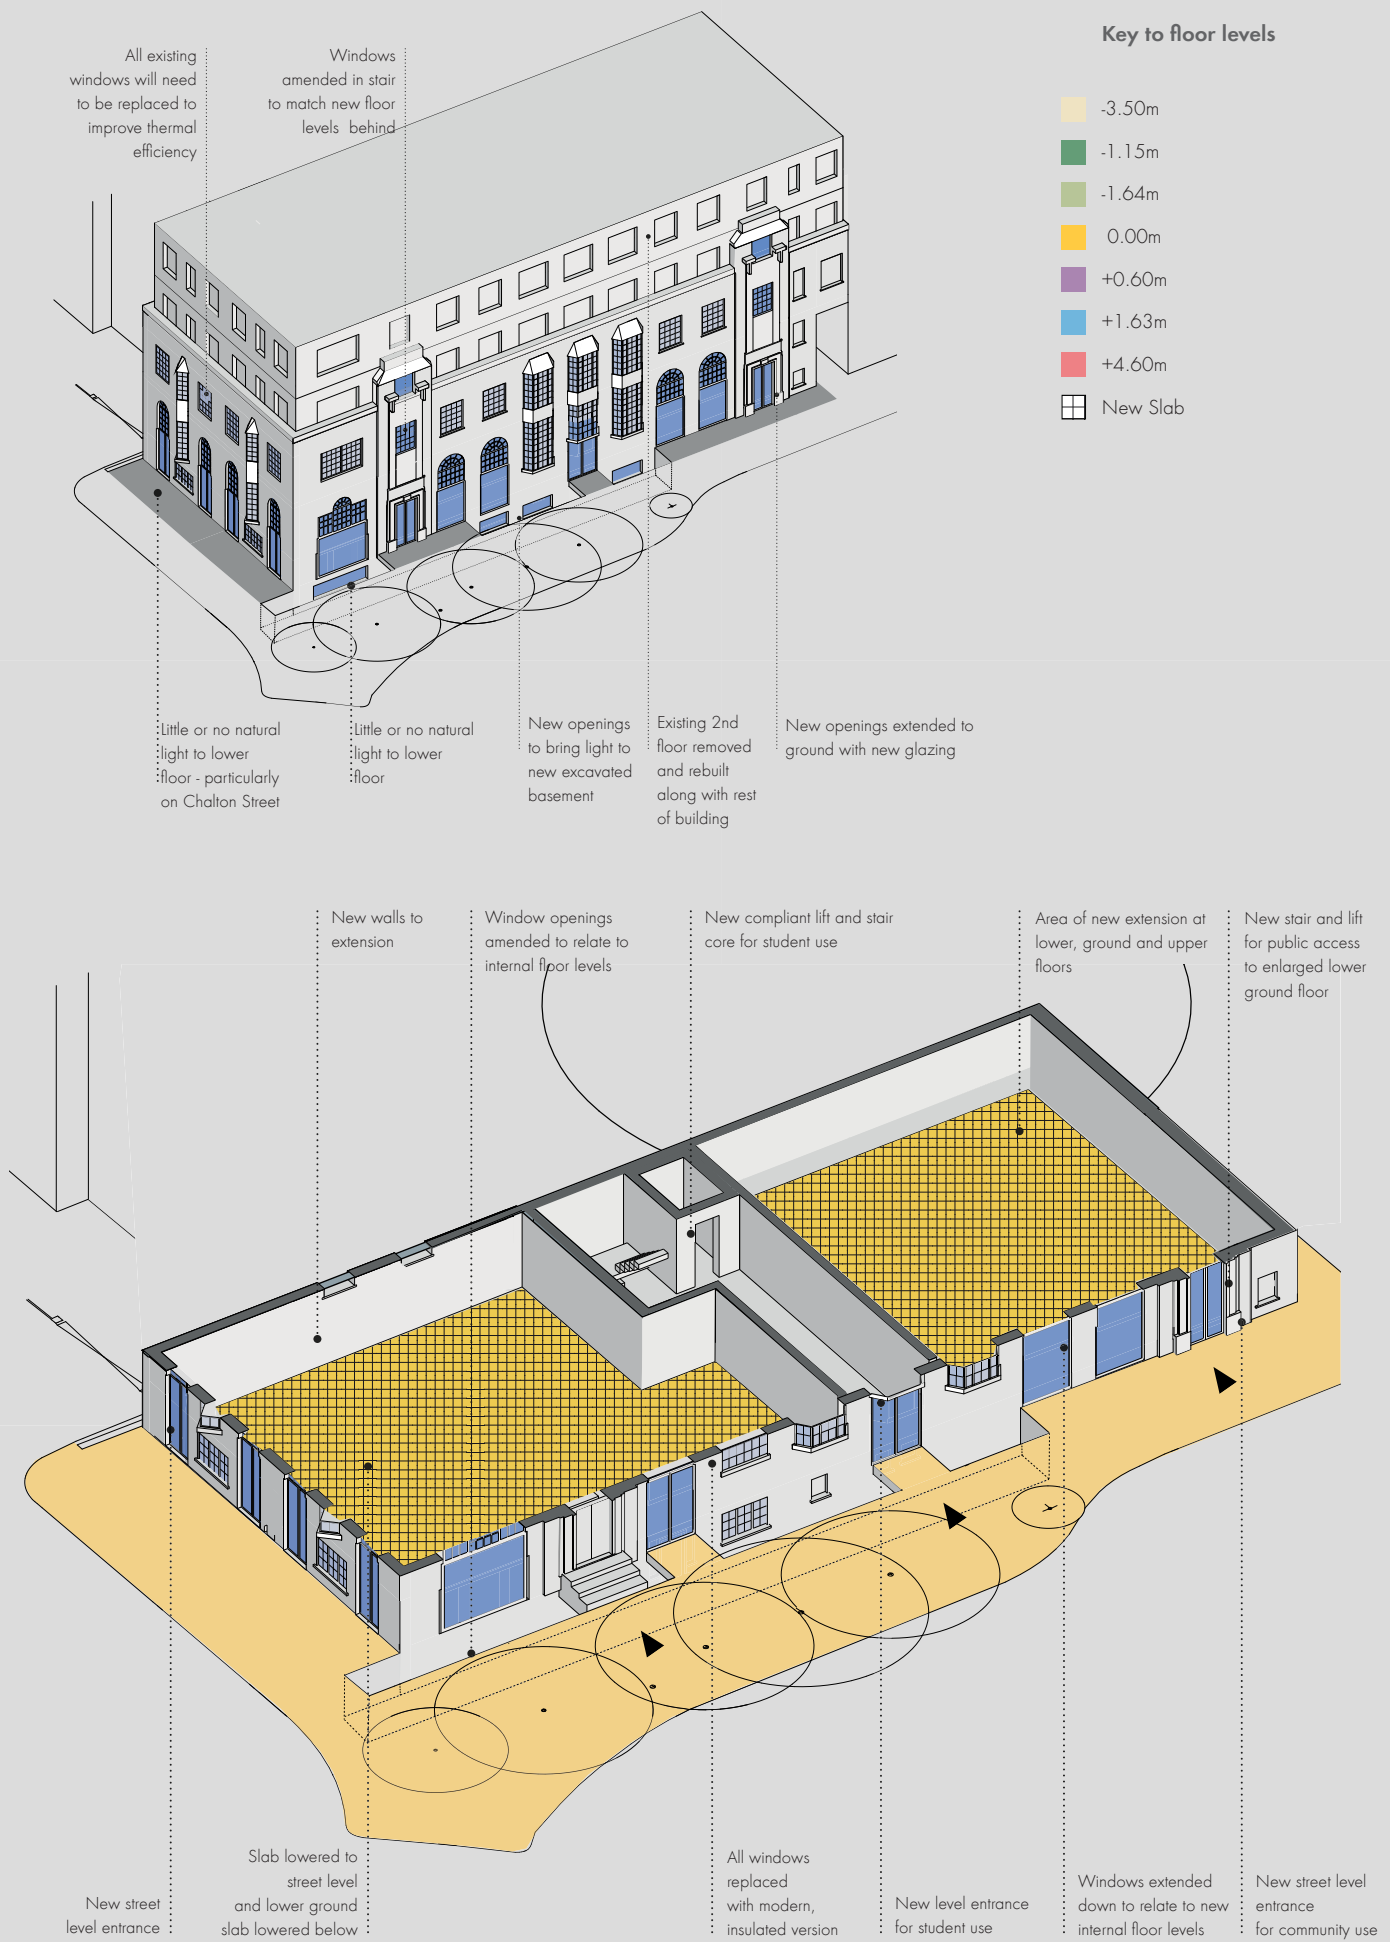 Key to floor levels
-3.50m
-1.15m
-1.64m
0.00m
+0.60m
+1.63m
+4.60m
New Slab
All existing
windows will need
to be replaced to
improve thermal
efficiency
Windows
amended in stair
to match new floor
levels behind
Little or no natural
light to lower
floor - particularly
on Chalton Street
Little or no natural
light to lower
floor
New openings
to bring light to
new excavated
basement
Existing 2nd
floor removed
and rebuilt
along with rest
of building
New openings extended to
ground with new glazing
New walls to
extension
Window openings
amended to relate to
internal floor levels
New compliant lift and stair
core for student use
Area of new extension at
lower, ground and upper
floors
New stair and lift
for public access
to enlarged lower
ground floor
New street
level entrance
Slab lowered to
street level
and lower ground
slab lowered below
All windows
replaced
with modern,
insulated version
New level entrance
for student use
Windows extended
down to relate to new
internal floor levels
New street level
entrance
for community use